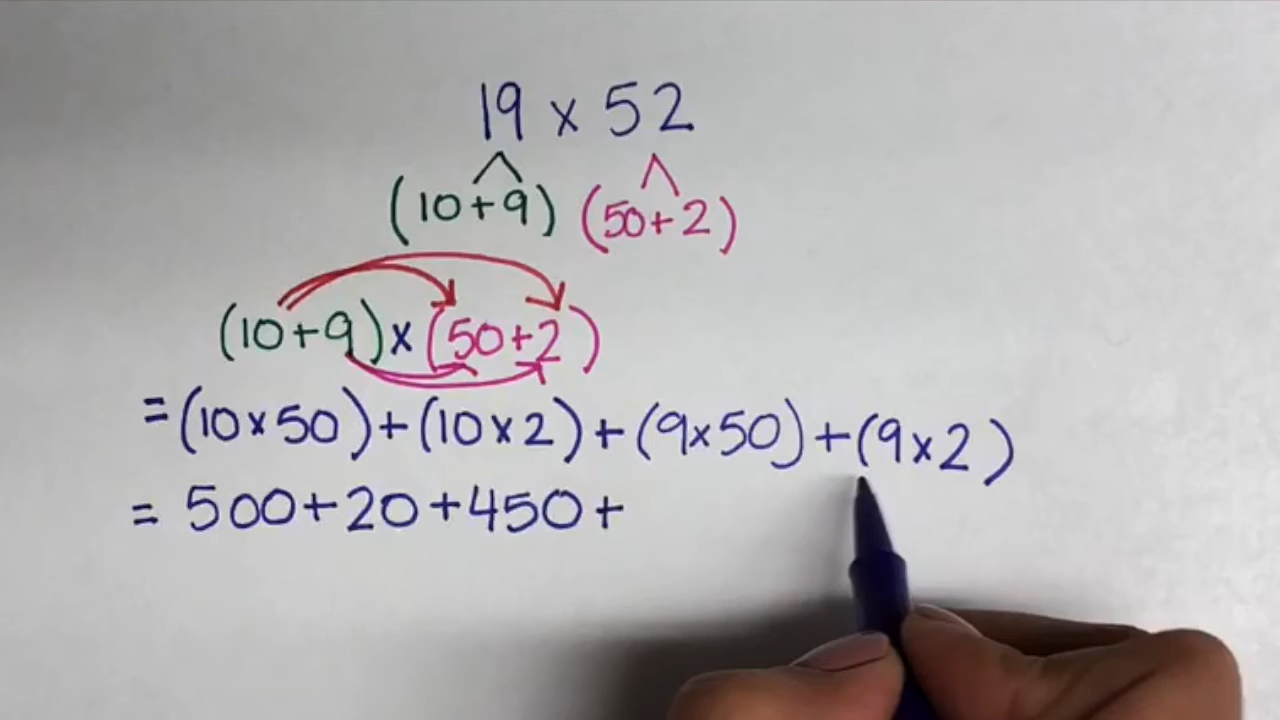 19 x 52
(10+9) (50+2)
(10+9)x(50+2)
=(10x50)+(10x2)+(9x50)+(9x2)
= 500+20+450+